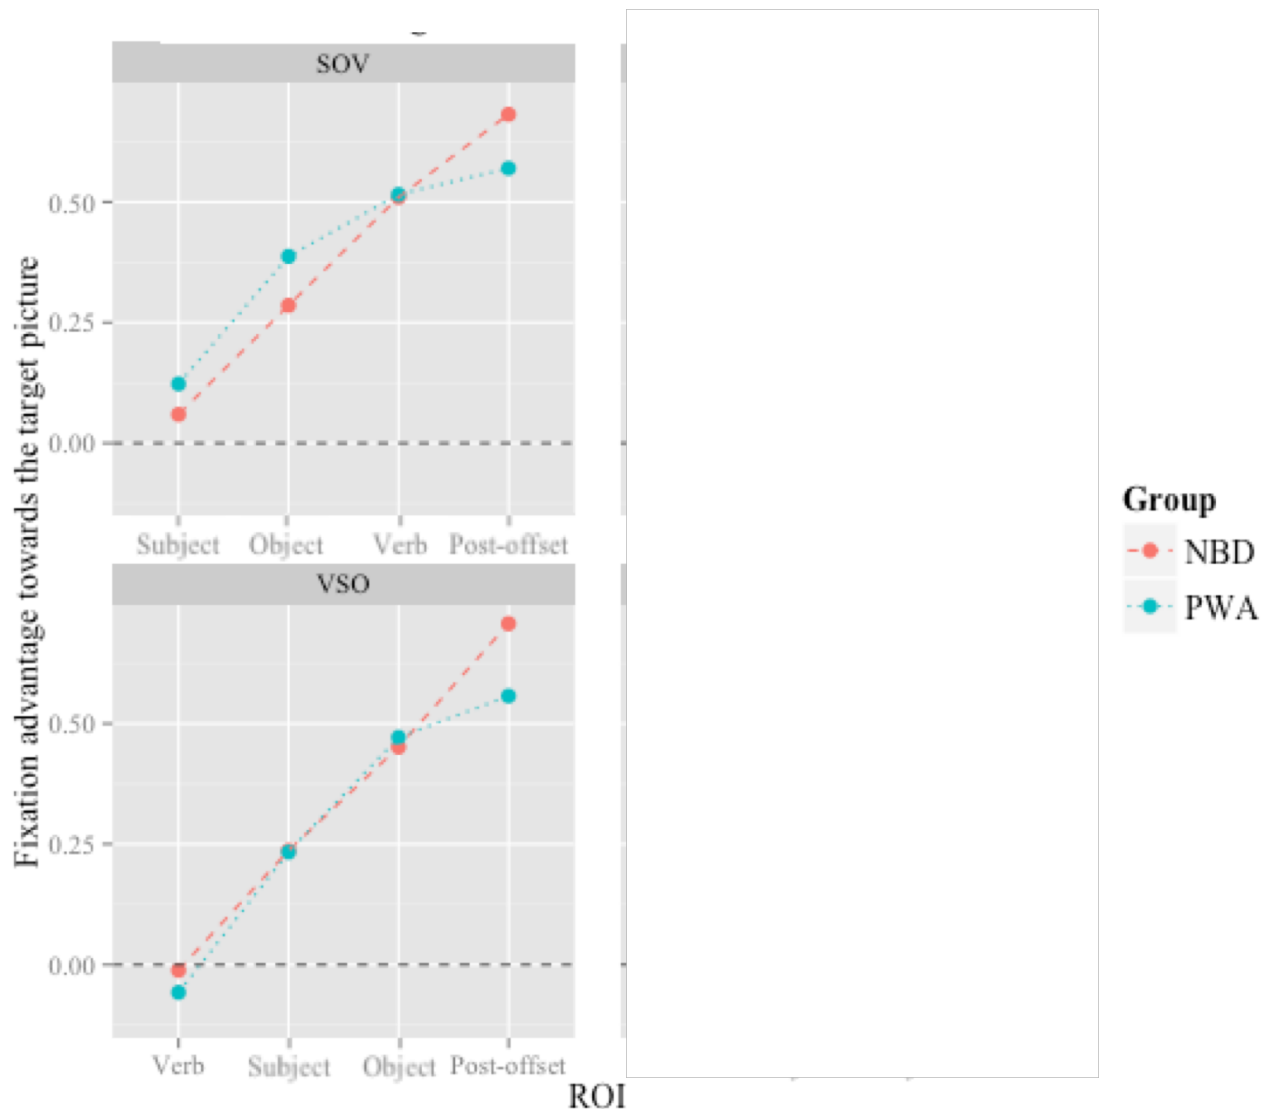 SOV
0.50
0.25
0.00
Subject Object Verb Post-offset
VSO
0.50
0.25
0.00
Verb Subject Object Post-offset
Fixation advantage towards the target picture
ROI
Group
NBD
PWA